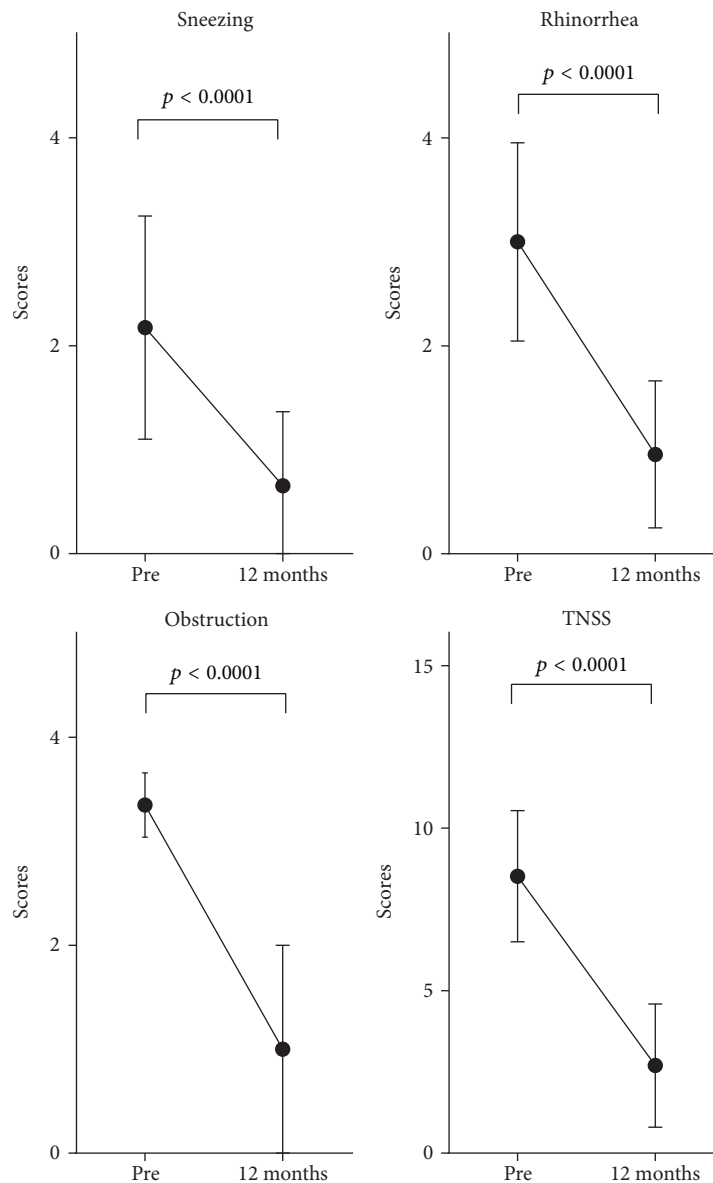 Sneezing
p < 0.0001
4
2
0
Scores
Pre
12 months
Rhinorrhea
p < 0.0001
4
2
0
Scores
Pre
12 months
Obstruction
p < 0.0001
4
2
0
Scores
Pre
12 months
TNSS
p < 0.0001
15
10
5
0
Scores
Pre
12 months